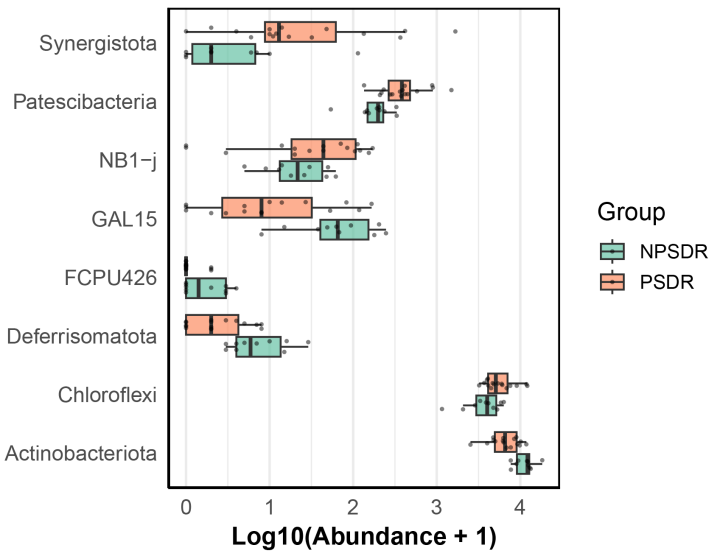 Synergistota
Patescibacteria
NB1−j
GAL15
FCPU426
Deferrisomatota
Chloroflexi
Actinobacteriota
0 1 2 3 4
Log10(Abundance + 1)
Group
NPSDR
PSDR